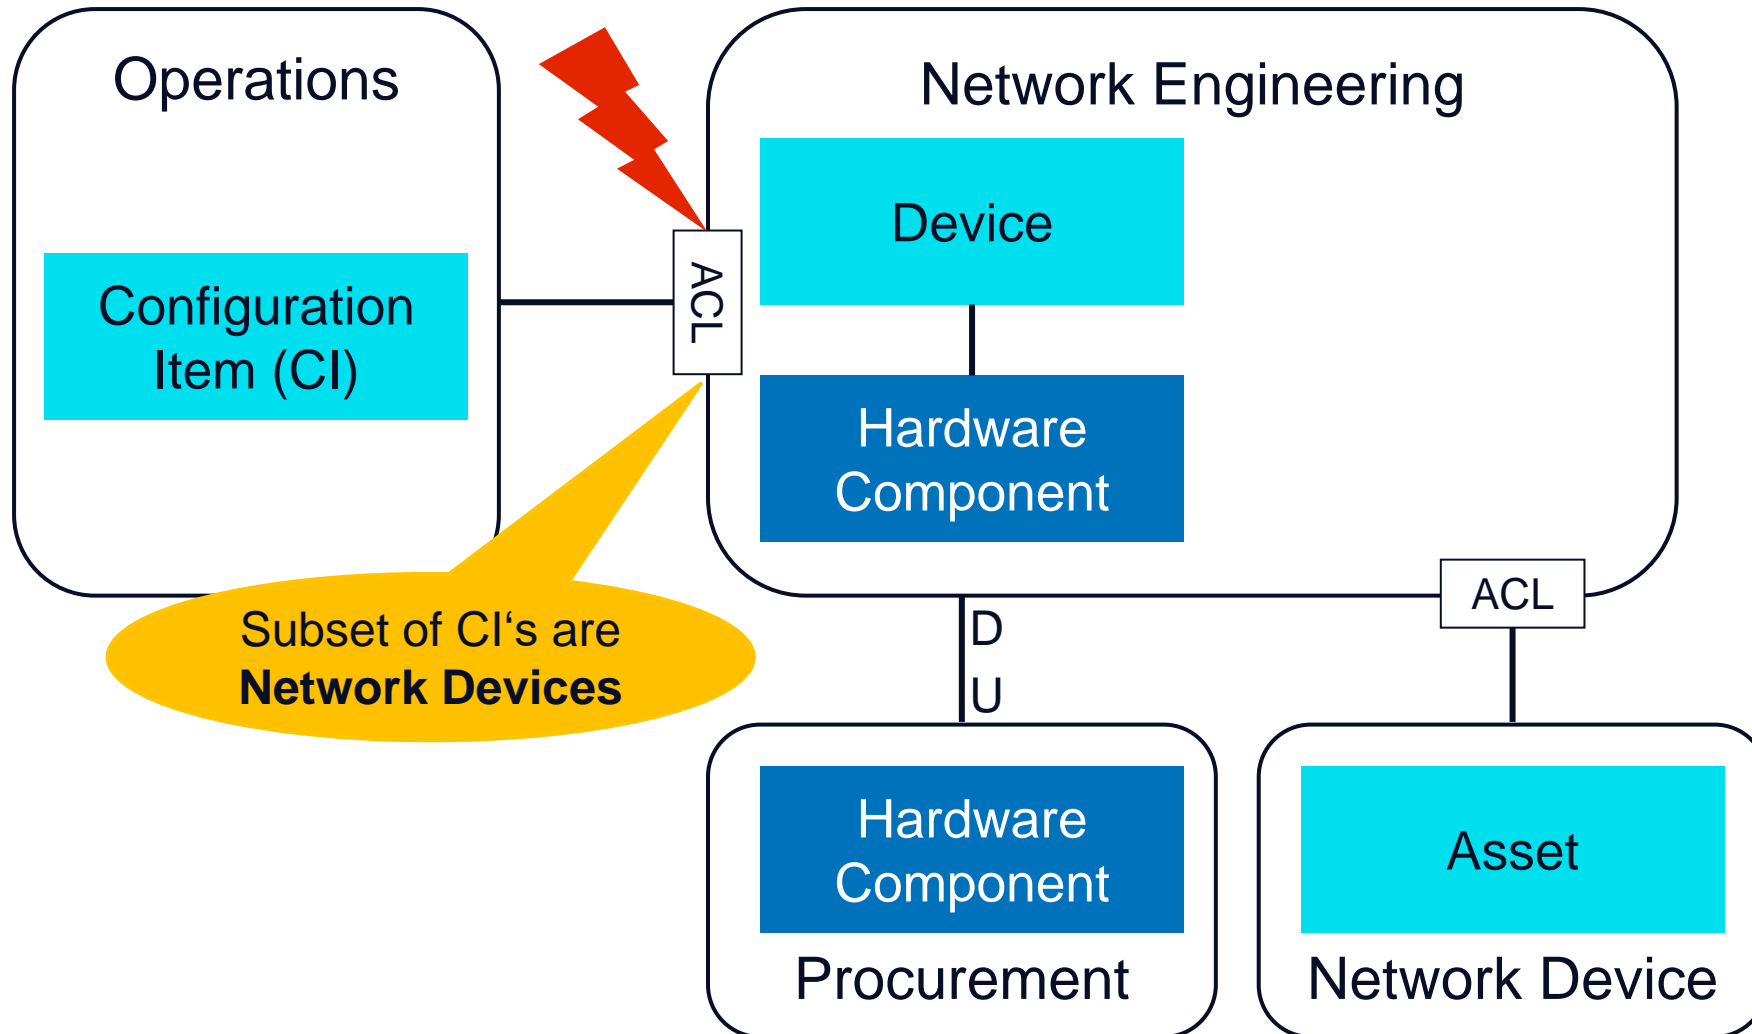 Operations
Network Engineering
Device
ACL
Configuration
Item (CI)
Hardware
Component
ACL
Subset of CI‘s are
Network Devices
D
U
Hardware
Component
Asset
Procurement
Network Device